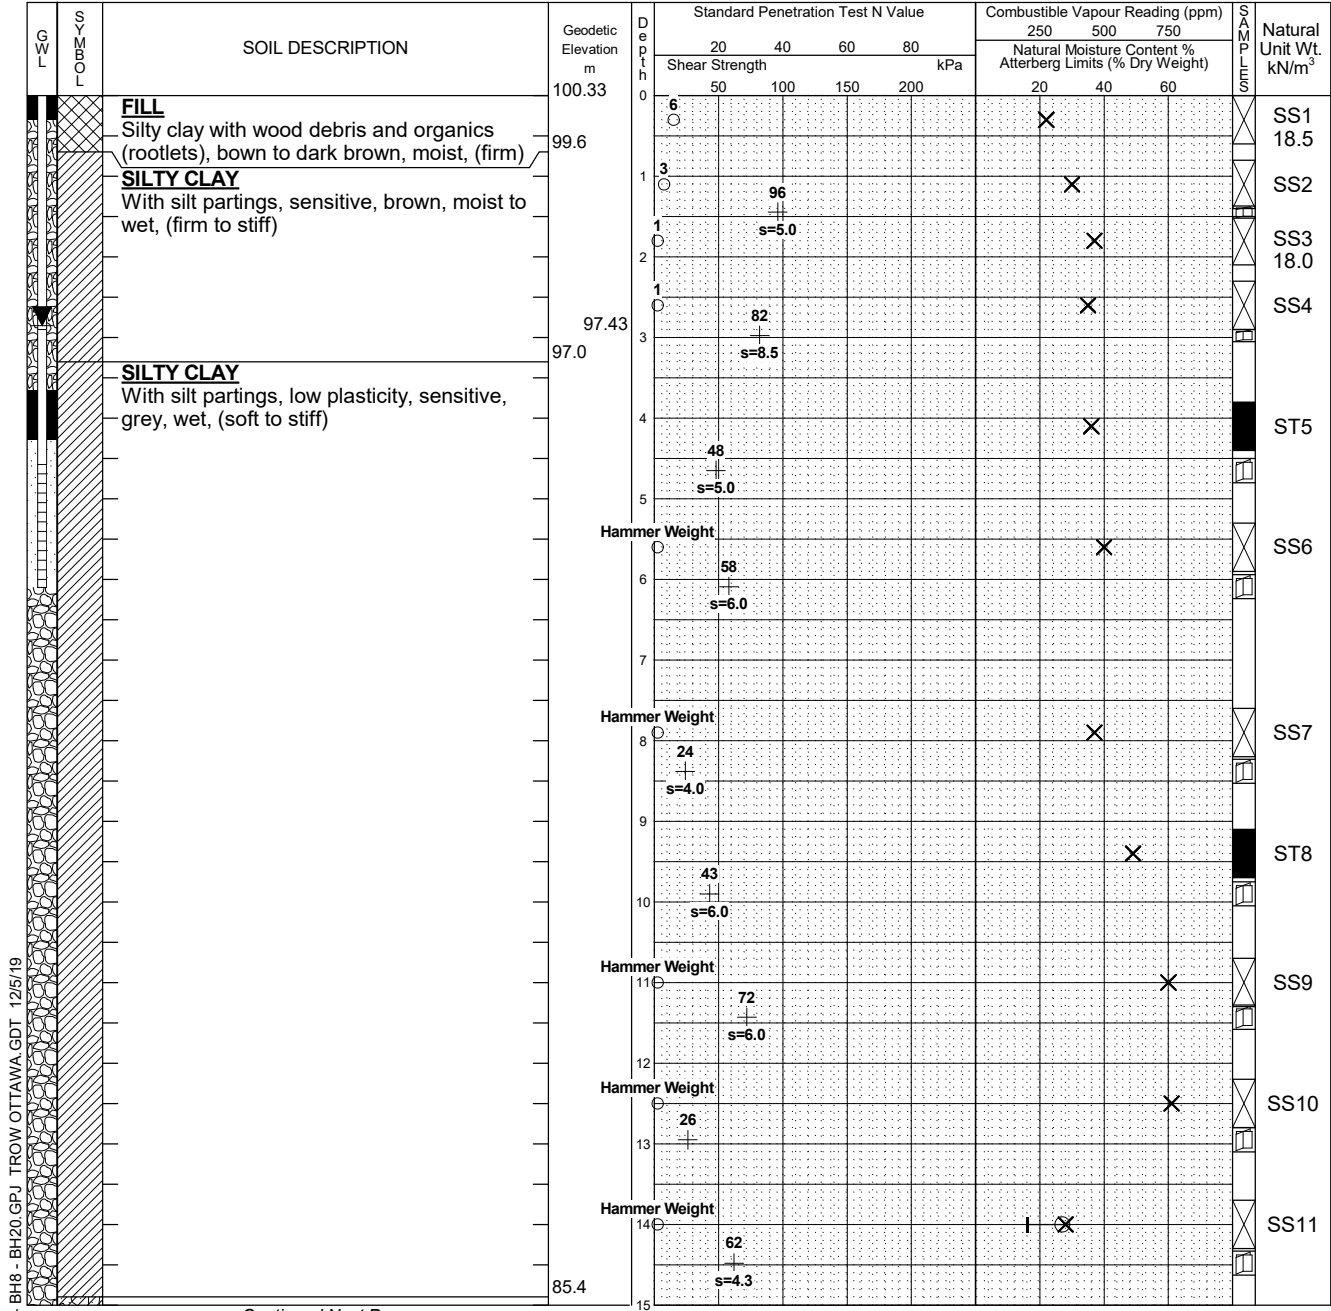 GWL
SYMBOL
SOIL DESCRIPTION
Geodetic
Elevation
m
100.33
Depth
Standard Penetration Test N Value
20 40 60 80
Shear Strength kPa
50 100 150 200
Combustible Vapour Reading (ppm)
250 500 750
Natural Moisture Content %
Atterberg Limits (% Dry Weight)
20 40 60
SAMPLES
Natural
Unit Wt.
kN/m³
0
FILL
Silty clay with wood debris and organics
(rootlets), bown to dark brown, moist, (firm)
99.6
6
SS1
18.5
SILTY CLAY
With silt partings, sensitive, brown, moist to
wet, (firm to stiff)
1
3
SS2
96
s=5.0
1
SS3
18.0
2
1
SS4
97.43
82
s=8.5
3
97.0
SILTY CLAY
With silt partings, low plasticity, sensitive,
grey, wet, (soft to stiff)
4
ST5
48
s=5.0
5
Hammer Weight
SS6
58
s=6.0
6
7
Hammer Weight
SS7
8
24
s=4.0
9
ST8
43
s=6.0
10
Hammer Weight
11
SS9
72
s=6.0
12
Hammer Weight
SS10
26
13
Hammer Weight
14
SS11
62
s=4.3
85.4
15
BH8 - BH20.GPJ TROW OTTAWA.GDT 12/5/19